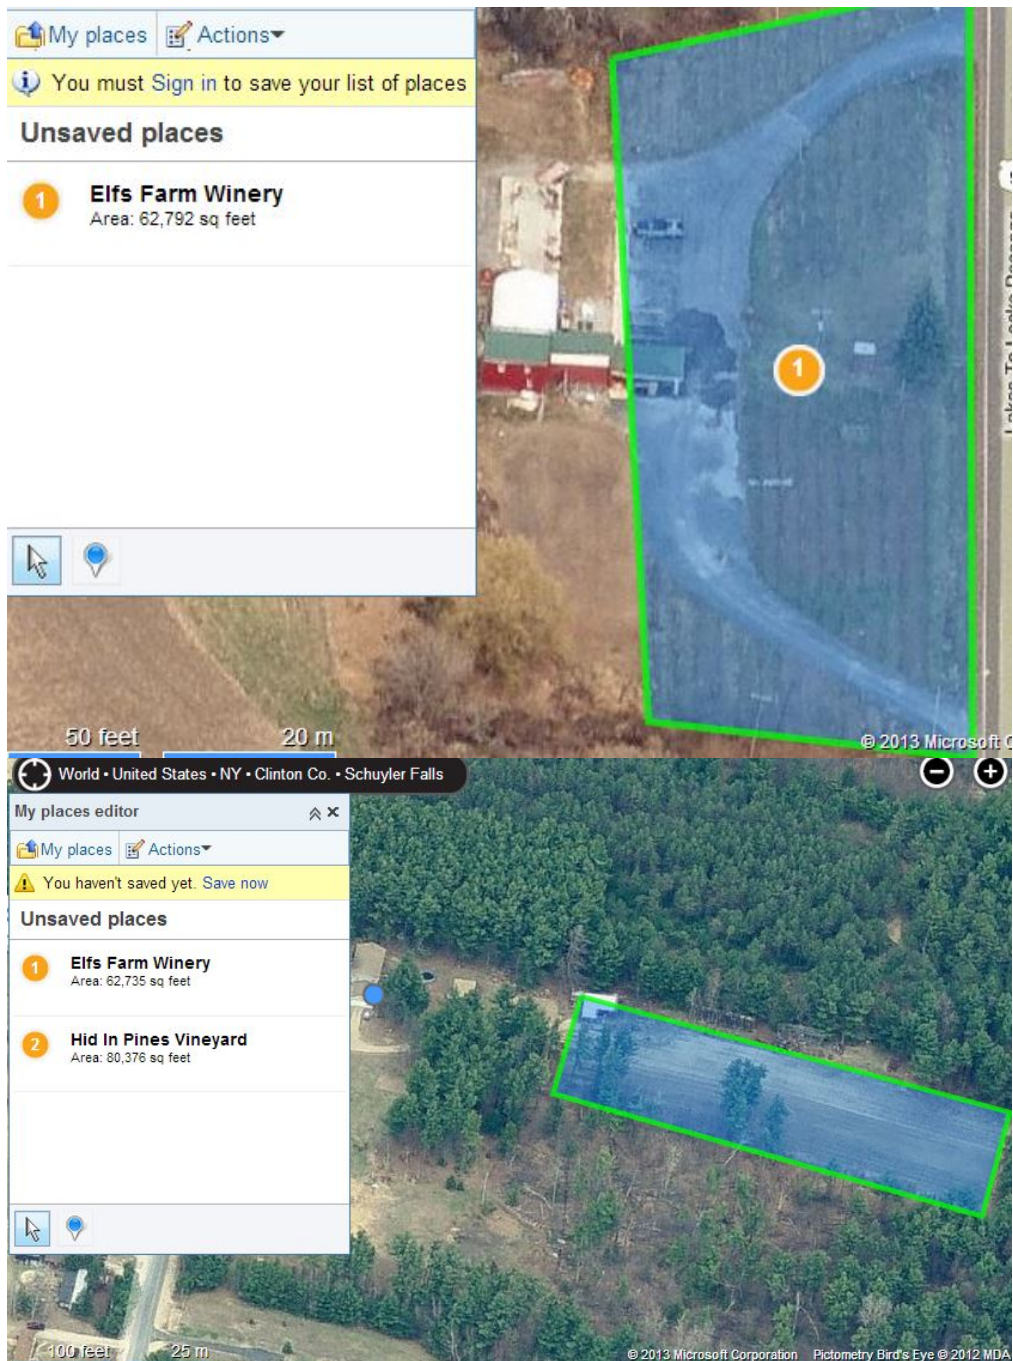 My places Actions
You must Sign in to save your list of places
Unsaved places
1 Elfs Farm Winery
Area: 62,792 sq feet
1
50 feet 20 m
© 2013 Microsoft C
World • United States • NY • Clinton Co. • Schuyler Falls
My places editor
My places Actions
You haven't saved yet. Save now
Unsaved places
1 Elfs Farm Winery
Area: 62,735 sq feet
2 Hid In Pines Vineyard
Area: 80,376 sq feet
100 feet 25 m
© 2013 Microsoft Corporation Pictometry Bird's Eye © 2012 MDA